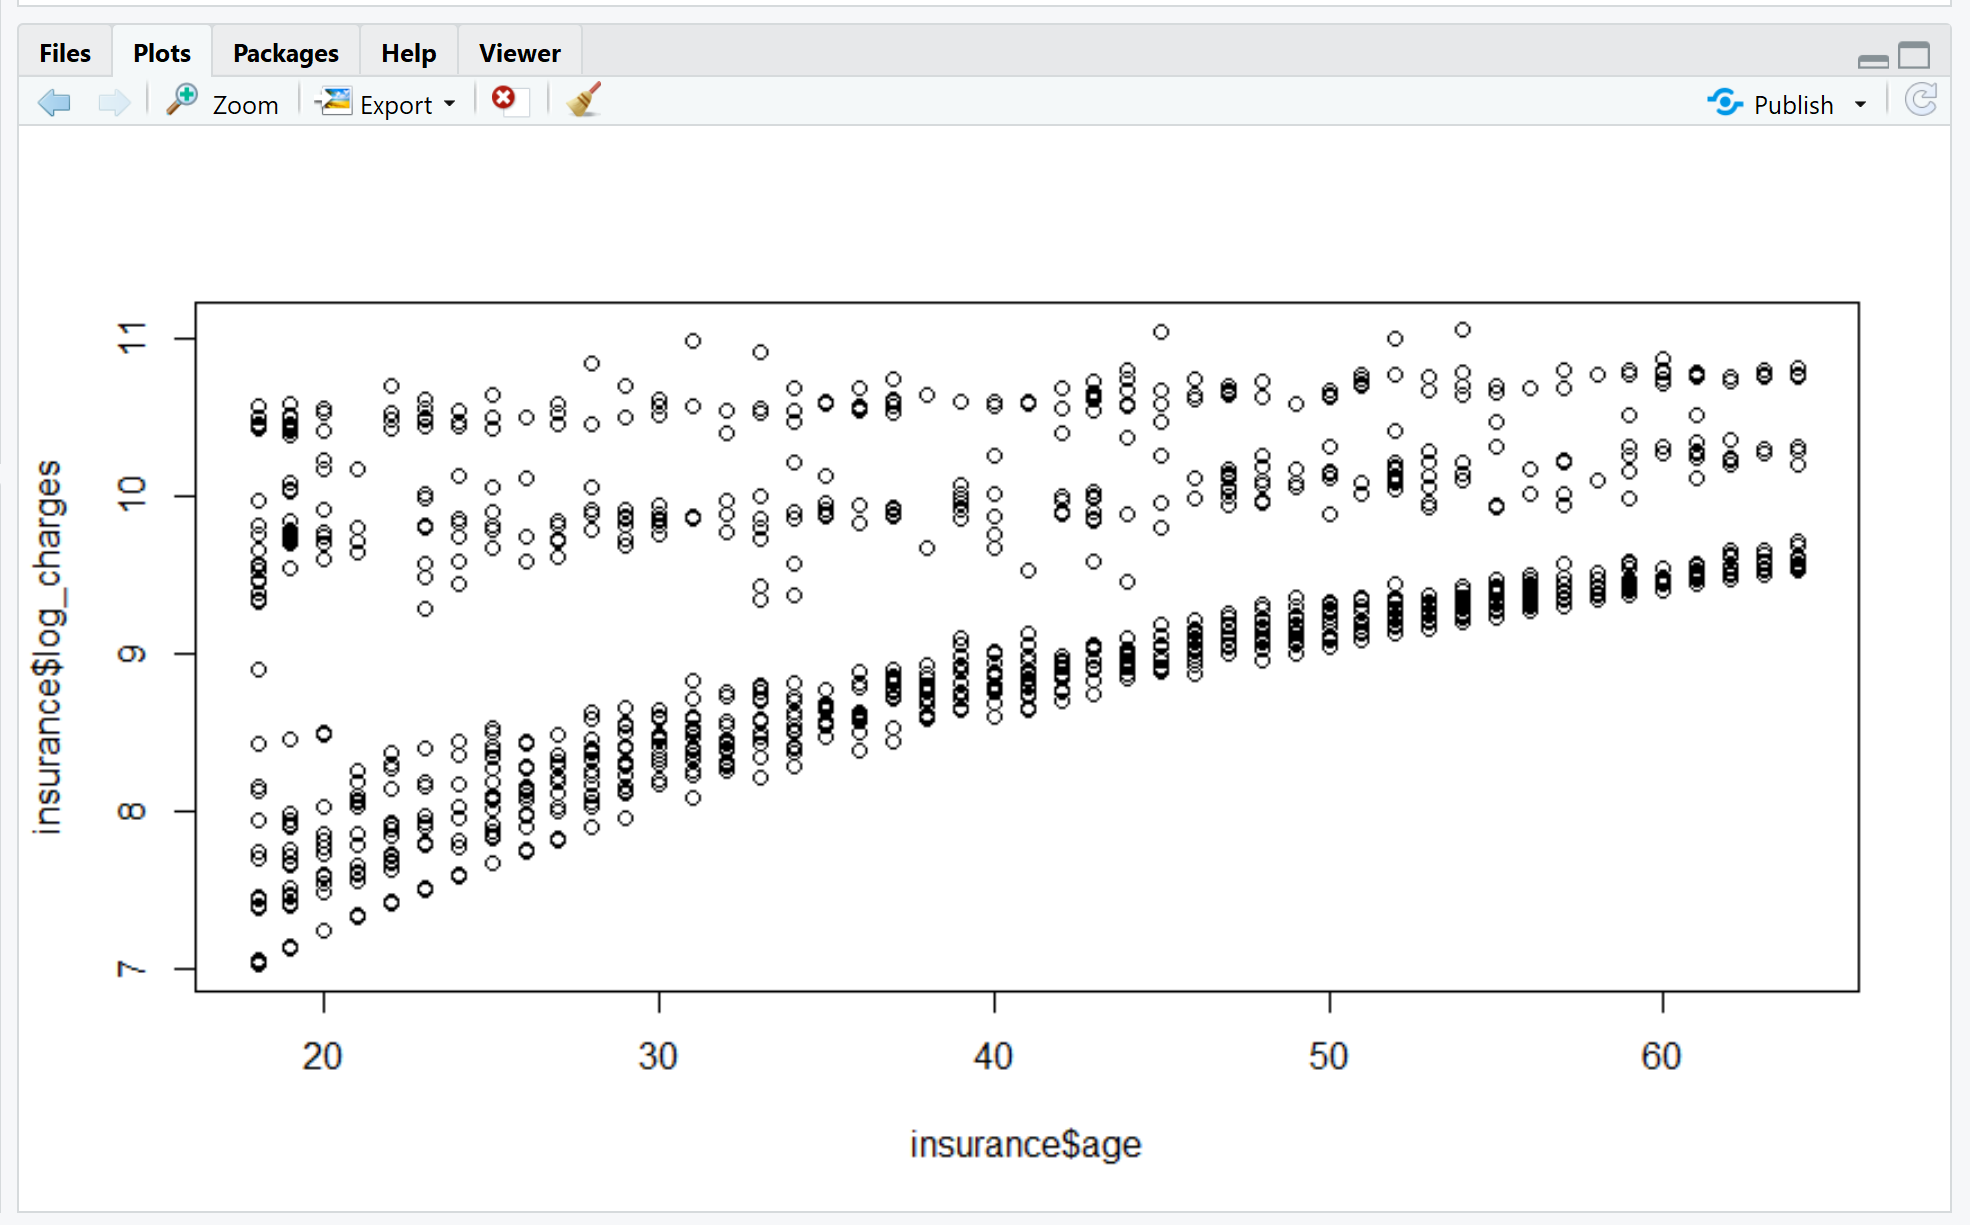 Files Plots Packages Help Viewer
Zoom Export Publish
insurance$log_charges
11
10
9
8
7
20 30 40 50 60
insurance$age